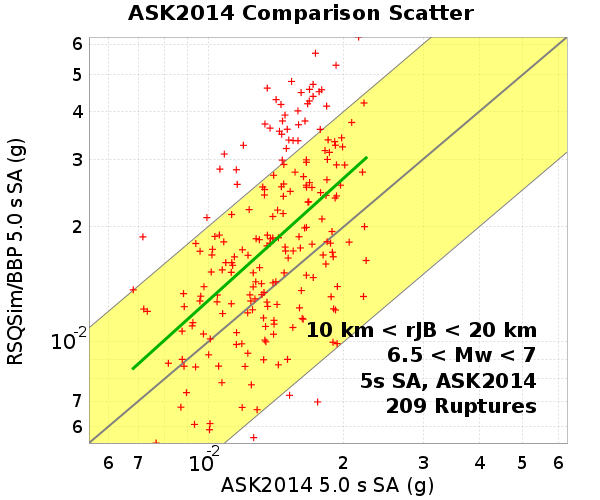 ASK2014 Comparison Scatter
RSQSim/BBP 5.0 s SA (g)
6
5
4
3
2
10^-2
7
6
10 km < rJB < 20 km
6.5 < Mw < 7
5s SA, ASK2014
209 Ruptures
6 7 10^-2 2 3 4 5 6
ASK2014 5.0 s SA (g)